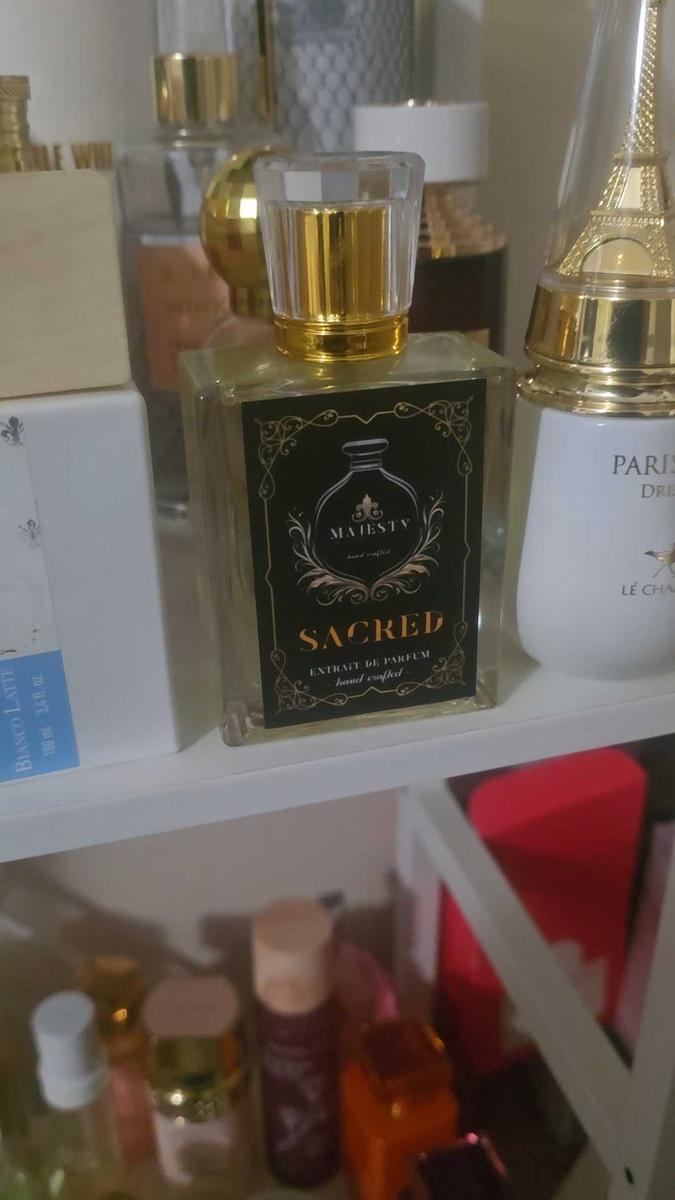 MAJESTY
hand crafted
SACRED
EXTRAIT DE PARFUM
- hand crafted -
BIANCO LATTE
100 ml 3.4 fl. oz.
PARIS
LÉ CHA